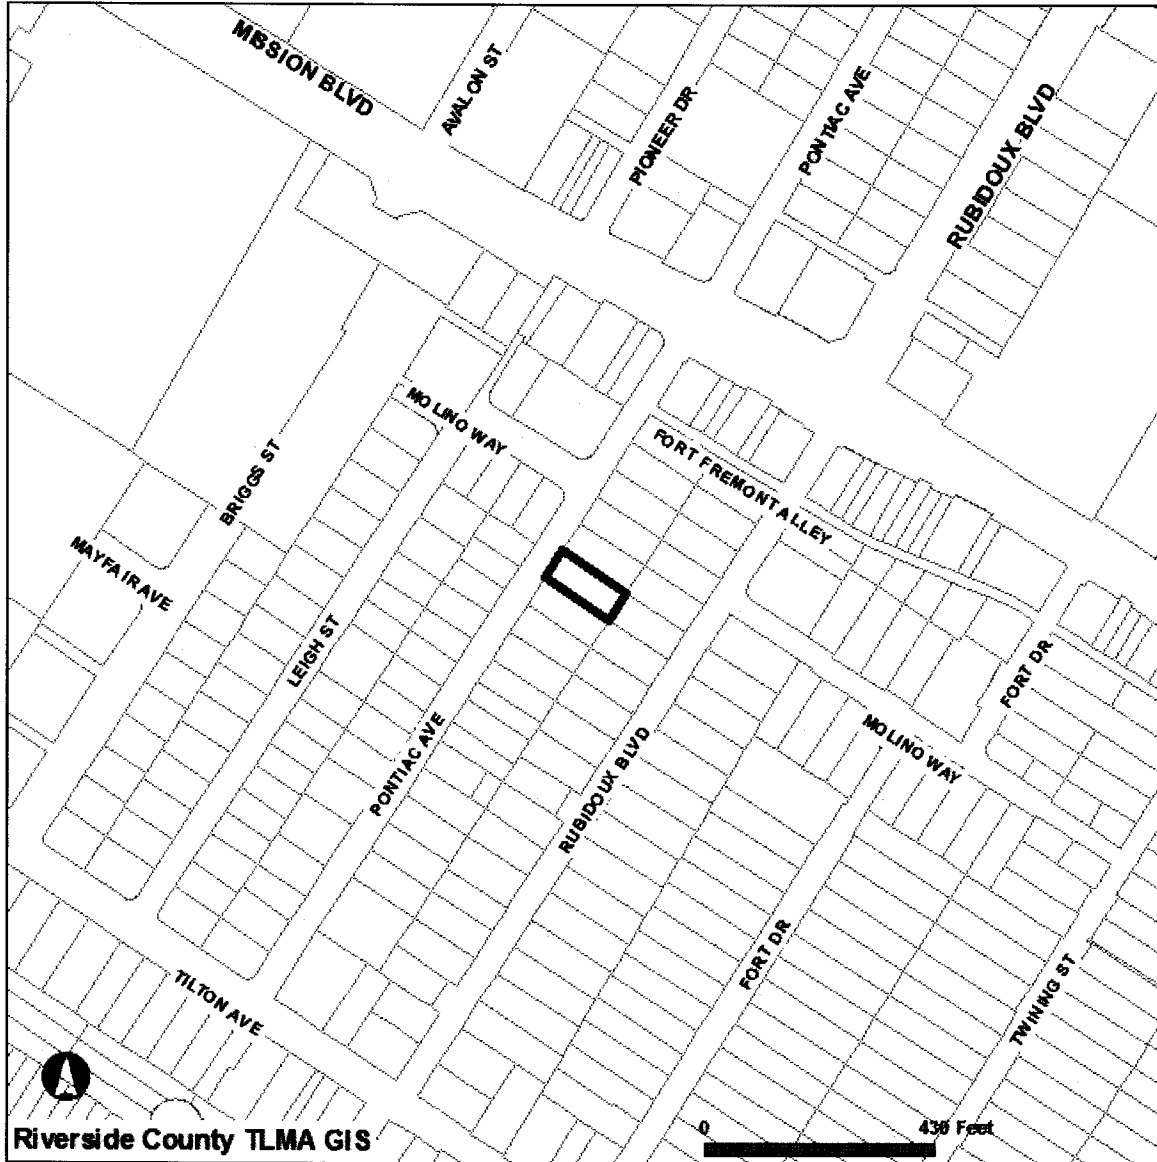 MISSION BLVD
AVALON ST
PIONEER DR
PONTIAC AVE
RUBIDOUX BLVD
MOLINO WAY
FORT FREMONT ALLEY
BRIGGS ST
MAYFAIR AVE
LEIGH ST
FORT DR
MOLINO WAY
PONTIAC AVE
RUBIDOUX BLVD
FORT DR
TWINING ST
TILTON AVE
Riverside County TLMA GIS
0 430 Feet